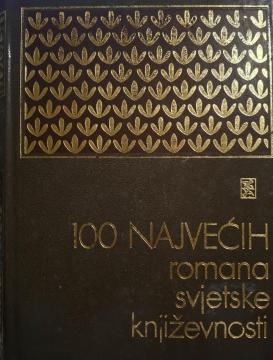 100 NAJVEĆIH
romana
svjetske
književnosti